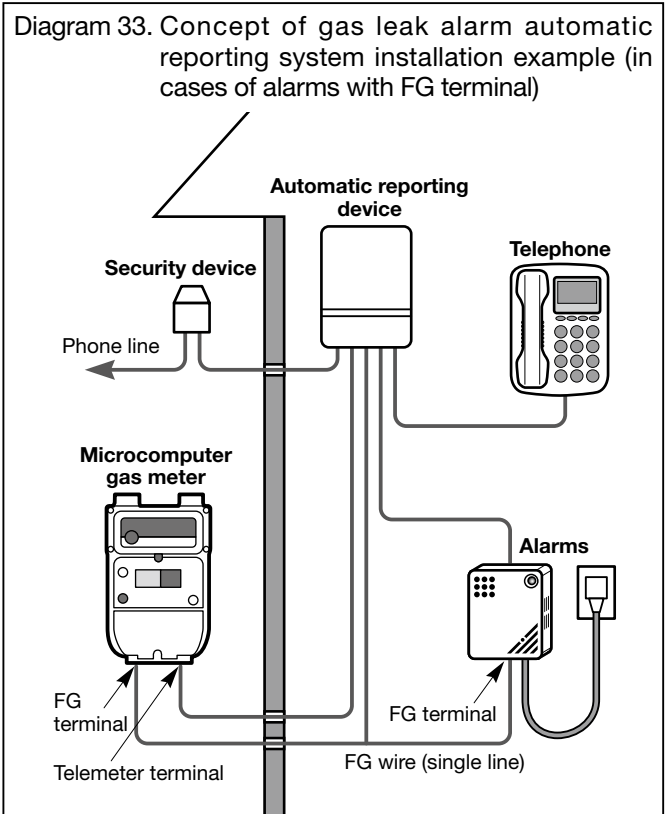 Diagram 33. Concept of gas leak alarm automatic
reporting system installation example (in
cases of alarms with FG terminal)
Automatic reporting
device
Telephone
Security device
Phone line
Microcomputer
gas meter
Alarms
FG
terminal
FG terminal
FG wire (single line)
Telemeter terminal